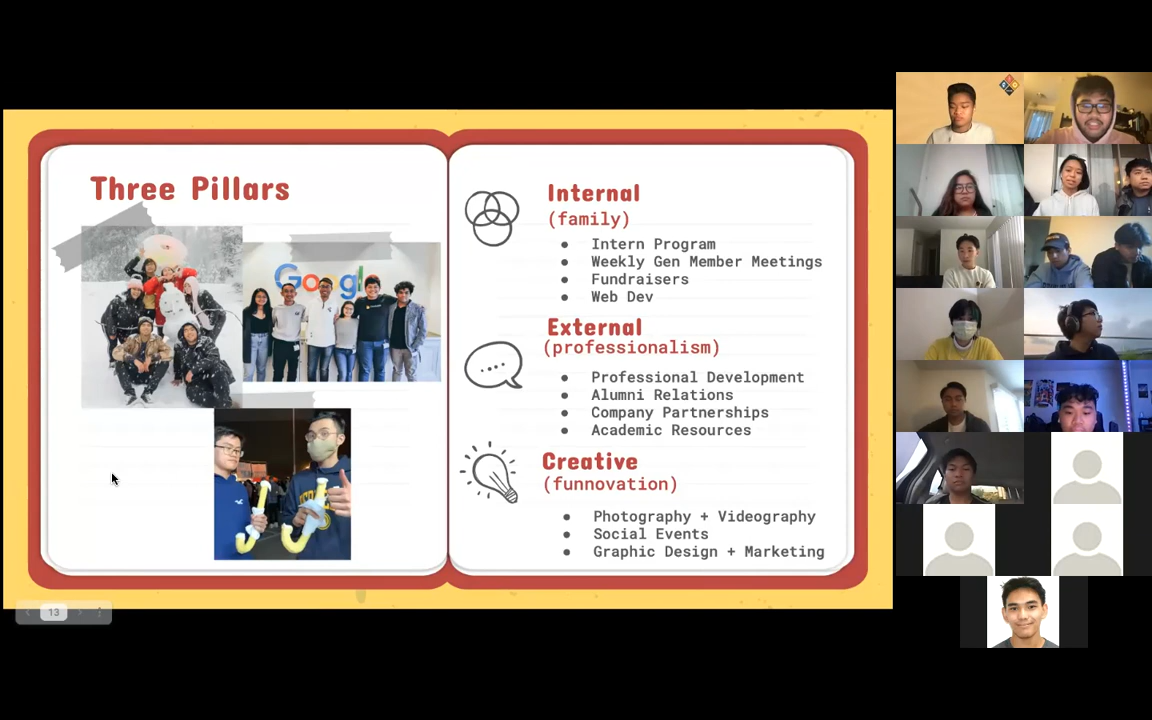 Three Pillars
Google
Internal
(family)
● Intern Program
● Weekly Gen Member Meetings
● Fundraisers
● Web Dev
External
(professionalism)
● Professional Development
● Alumni Relations
● Company Partnerships
● Academic Resources
Creative
(funnovation)
● Photography + Videography
● Social Events
● Graphic Design + Marketing
13